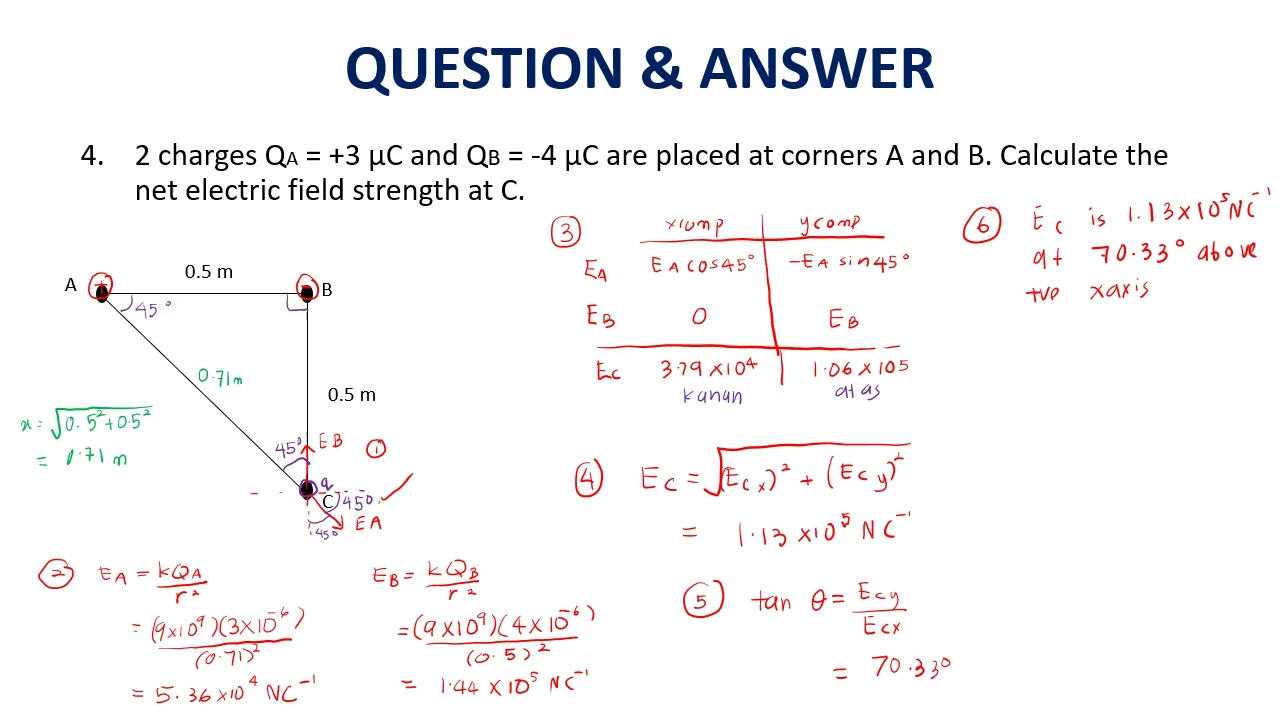 QUESTION & ANSWER
4. 2 charges QA = +3 μC and QB = -4 μC are placed at corners A and B. Calculate the
net electric field strength at C.
A
+
0.5 m
-
B
45°
0.71m
0.5 m
x = √0.5²+0.5²
= 0.71 m
45°
EB
①
q
C
45°
45°
EA
② EA = kQA
r²
= (9x10⁹)(3x10⁻⁶)
(0.71)²
= 5.36x10⁴ NC⁻¹
EB = kQB
r²
= (9x10⁹)(4x10⁻⁶)
(0.5)²
= 1.44 x10⁵ NC⁻¹
③ xcomp ycomp
EA EAcos45° -EA sin45°
EB 0 EB
Ec 3.79 x10⁴ 1.06 x105
kanan atas
④ Ec = √(Ecx)² + (Ecy)²
= 1.13 x10⁵ NC⁻¹
⑤ tan θ = Ecy
Ecx
= 70.33°
⑥ Ec is 1.13x10⁵NC⁻¹
at 70.33° above
+ve xaxis